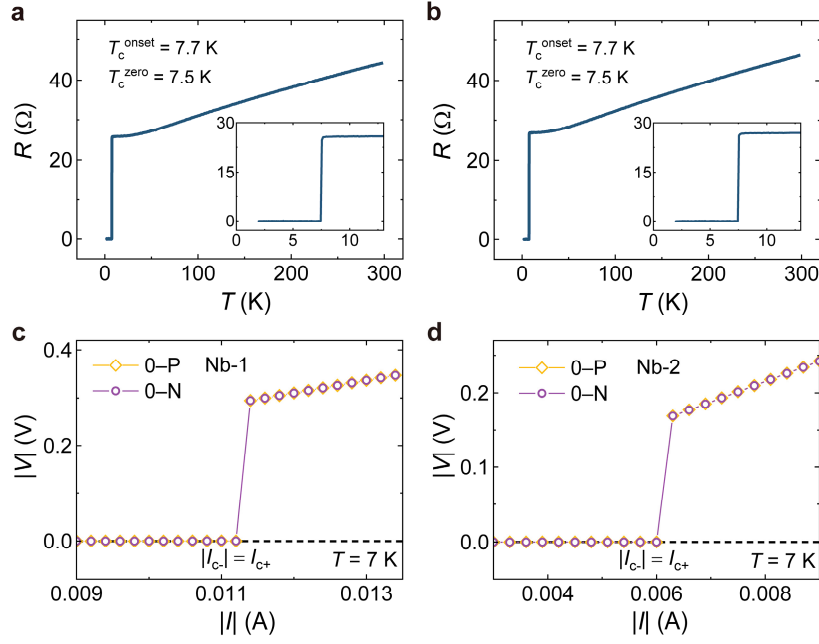 a
T_c^onset = 7.7 K
T_c^zero = 7.5 K
R (Ω)
40
20
0
30
15
0
0
5
10
0
100
200
300
T (K)
b
T_c^onset = 7.7 K
T_c^zero = 7.5 K
R (Ω)
40
20
0
30
15
0
0
5
10
0
100
200
300
T (K)
c
0–P
Nb-1
0–N
|V| (V)
0.4
0.2
0.0
|I_c-| = I_c+
T = 7 K
0.009
0.011
0.013
|I| (A)
d
0–P
Nb-2
0–N
|V| (V)
0.2
0.1
0.0
|I_c-| = I_c+
T = 7 K
0.004
0.006
0.008
|I| (A)